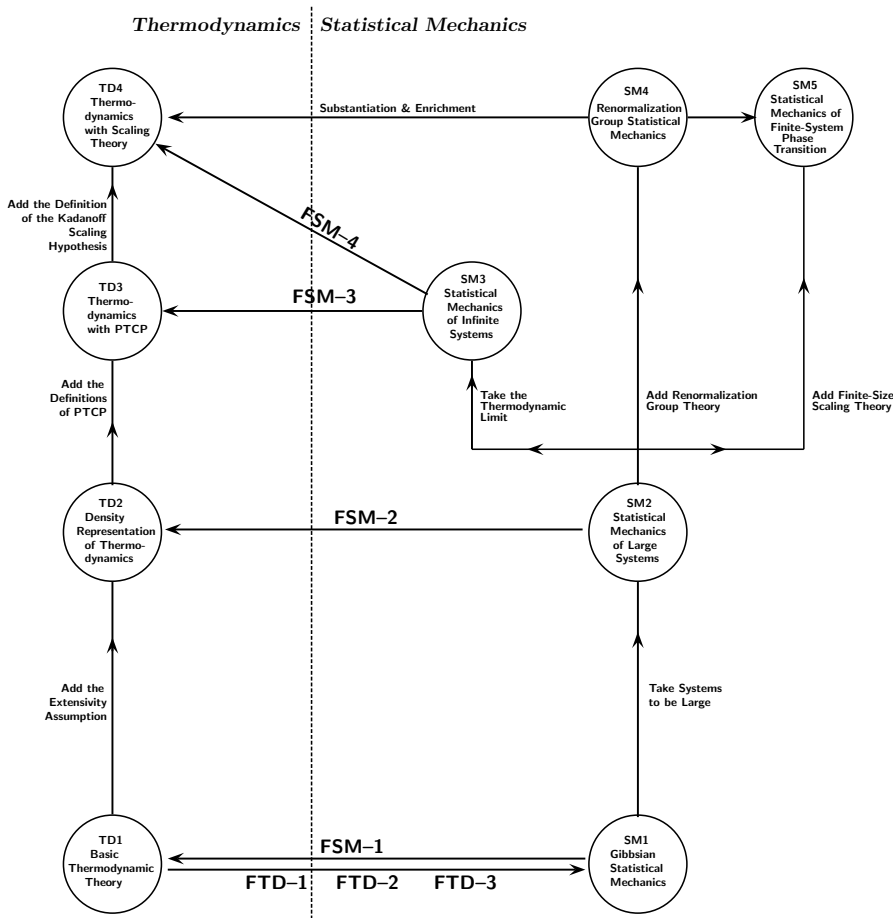 Thermodynamics Statistical Mechanics
TD4
Thermo-
dynamics
with Scaling
Theory
Substantiation & Enrichment
SM4
Renormalization
Group Statistical
Mechanics
SM5
Statistical
Mechanics of
Finite-System
Phase
Transition
Add the Definition
of the Kadanoff
Scaling
Hypothesis
FSM–4
TD3
Thermo-
dynamics
with PTCP
FSM–3
SM3
Statistical
Mechanics
of Infinite
Systems
Add the
Definitions
of PTCP
Take the
Thermodynamic
Limit
Add Renormalization
Group Theory
Add Finite-Size
Scaling Theory
TD2
Density
Representation
of Thermo-
dynamics
FSM–2
SM2
Statistical
Mechanics
of Large
Systems
Add the
Extensivity
Assumption
Take Systems
to be Large
TD1
Basic
Thermodynamic
Theory
FSM–1
FTD–1 FTD–2 FTD–3
SM1
Gibbsian
Statistical
Mechanics